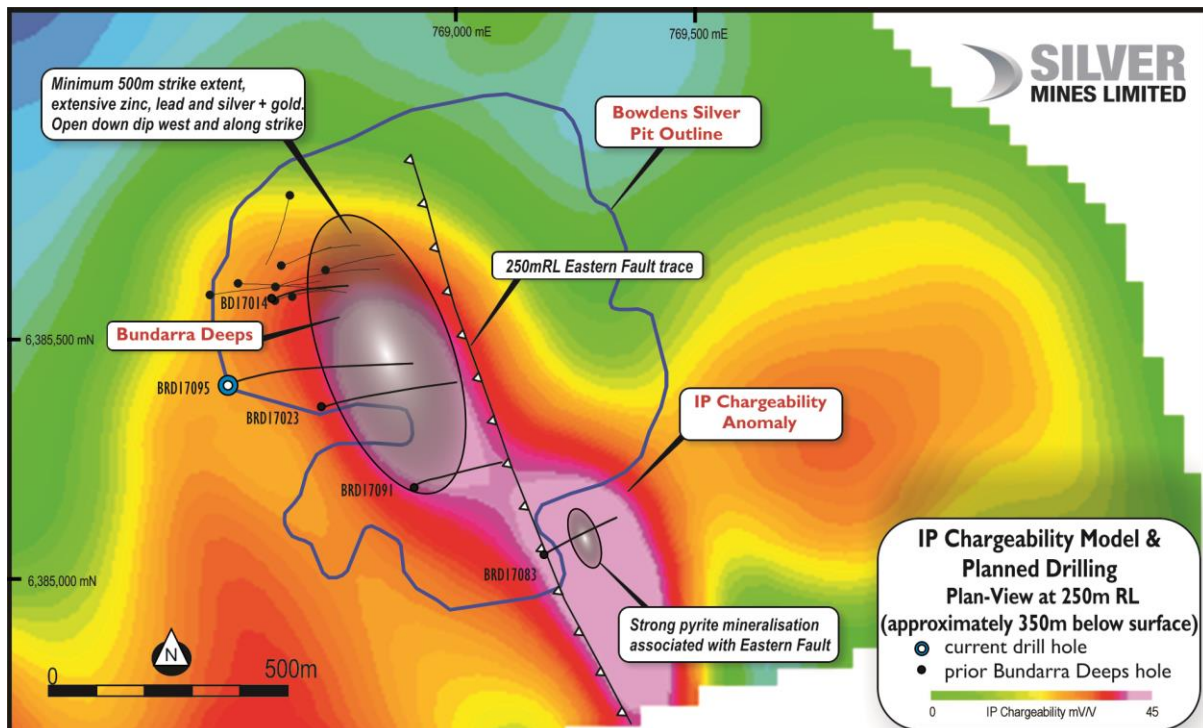 769,000 mE
769,500 mE
SILVER
MINES LIMITED
Minimum 500m strike extent,
extensive zinc, lead and silver + gold.
Open down dip west and along strike
Bowdens Silver
Pit Outline
250mRL Eastern Fault trace
BD17014
Bundarra Deeps
6,385,500 mN
BRD17095
BRD17023
IP Chargeability
Anomaly
BRD17091
BRD17083
6,385,000 mN
Strong pyrite mineralisation
associated with Eastern Fault
N
0
500m
IP Chargeability Model &
Planned Drilling
Plan-View at 250m RL
(approximately 350m below surface)
current drill hole
prior Bundarra Deeps hole
0 IP Chargeability mV/V 45